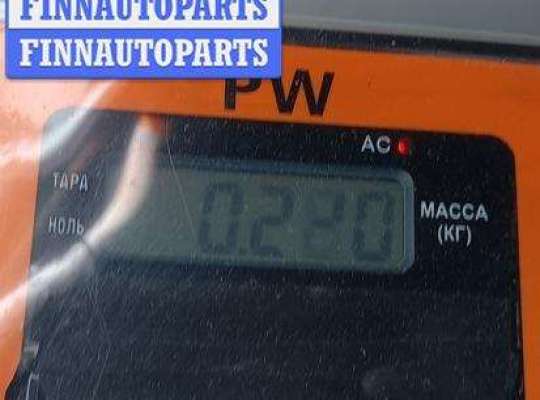 FINNAUTOPARTS
FINNAUTOPARTS
PW
AC
ТАРА
НОЛЬ
0.220
МАССА
(КГ)